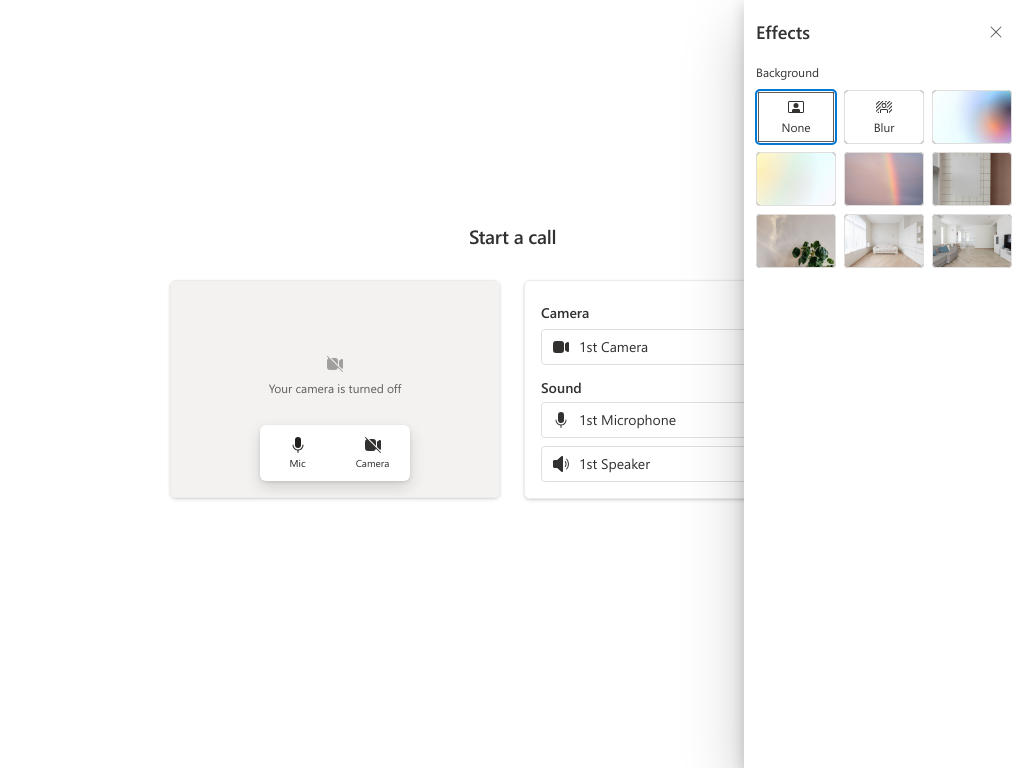 Effects
Background
None
Blur
Start a call
Your camera is turned off
Mic
Camera
Camera
1st Camera
Sound
1st Microphone
1st Speaker